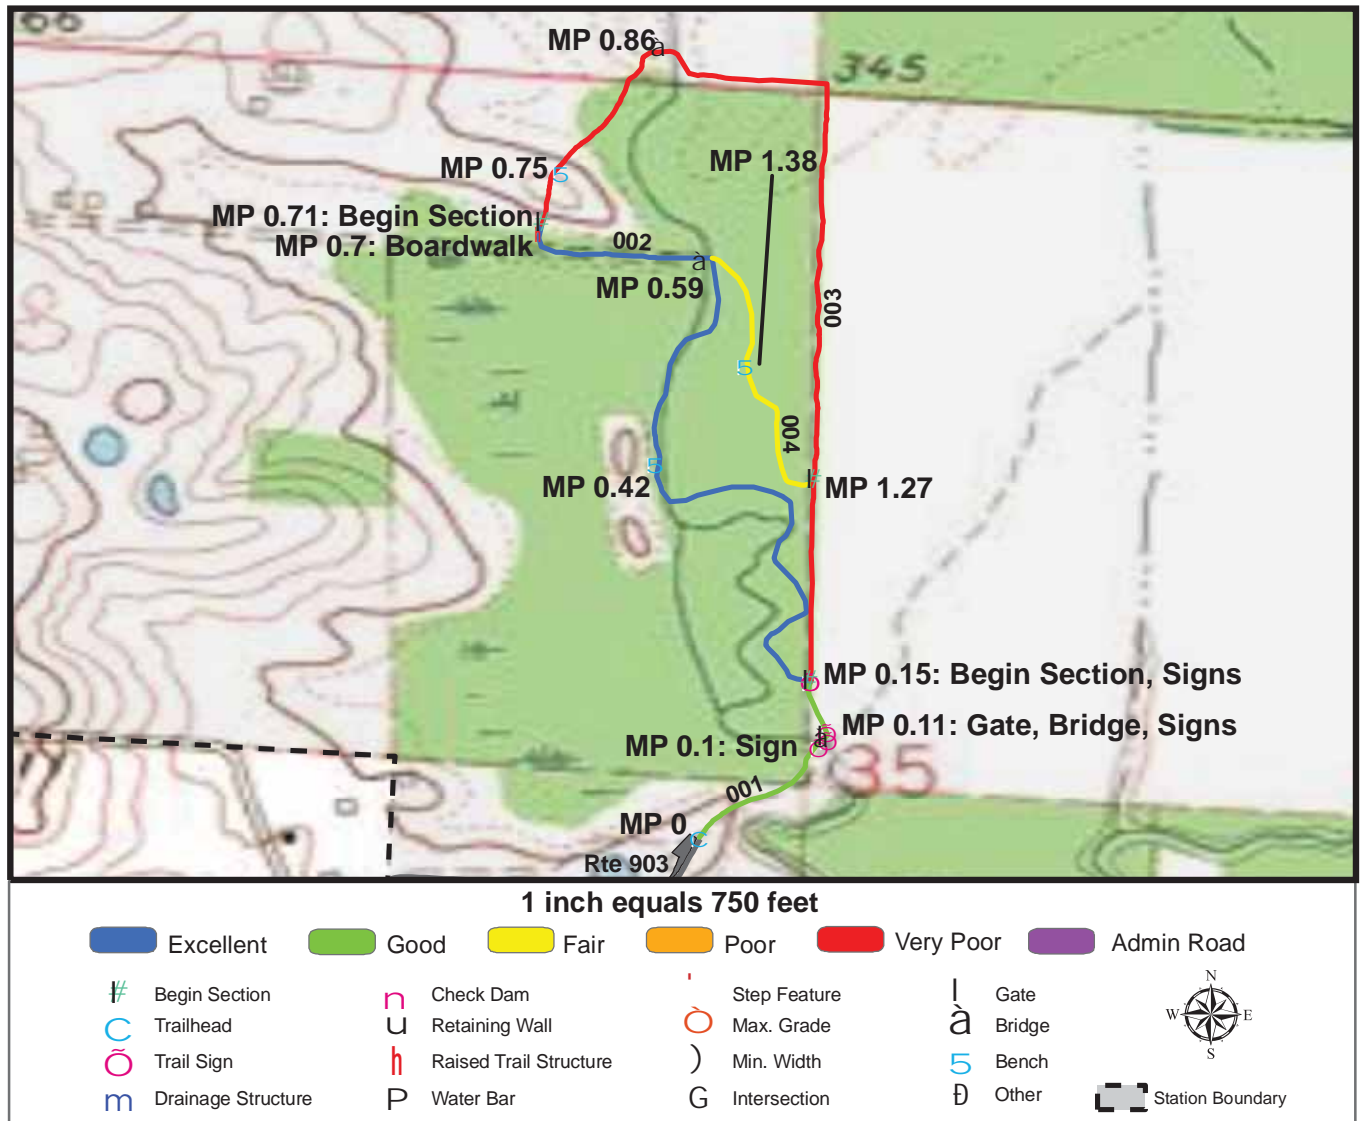 66
MP 0.86
à
345
MP 0.75
5
MP 1.38
MP 0.71: Begin Section
MP 0.7: Boardwalk
002
à
MP 0.59
003
5
004
5
MP 0.42
MP 1.27
MP 0.15: Begin Section, Signs
MP 0.11: Gate, Bridge, Signs
MP 0.1: Sign
35
001
MP 0
C
Rte 903
1 inch equals 750 feet
Excellent
Good
Fair
Poor
Very Poor
Admin Road
# Begin Section
C Trailhead
Õ Trail Sign
m Drainage Structure
n Check Dam
u Retaining Wall
h Raised Trail Structure
P Water Bar
' Step Feature
Ò Max. Grade
) Min. Width
G Intersection
l Gate
à Bridge
5 Bench
Ð Other
N
W E
S
Station Boundary